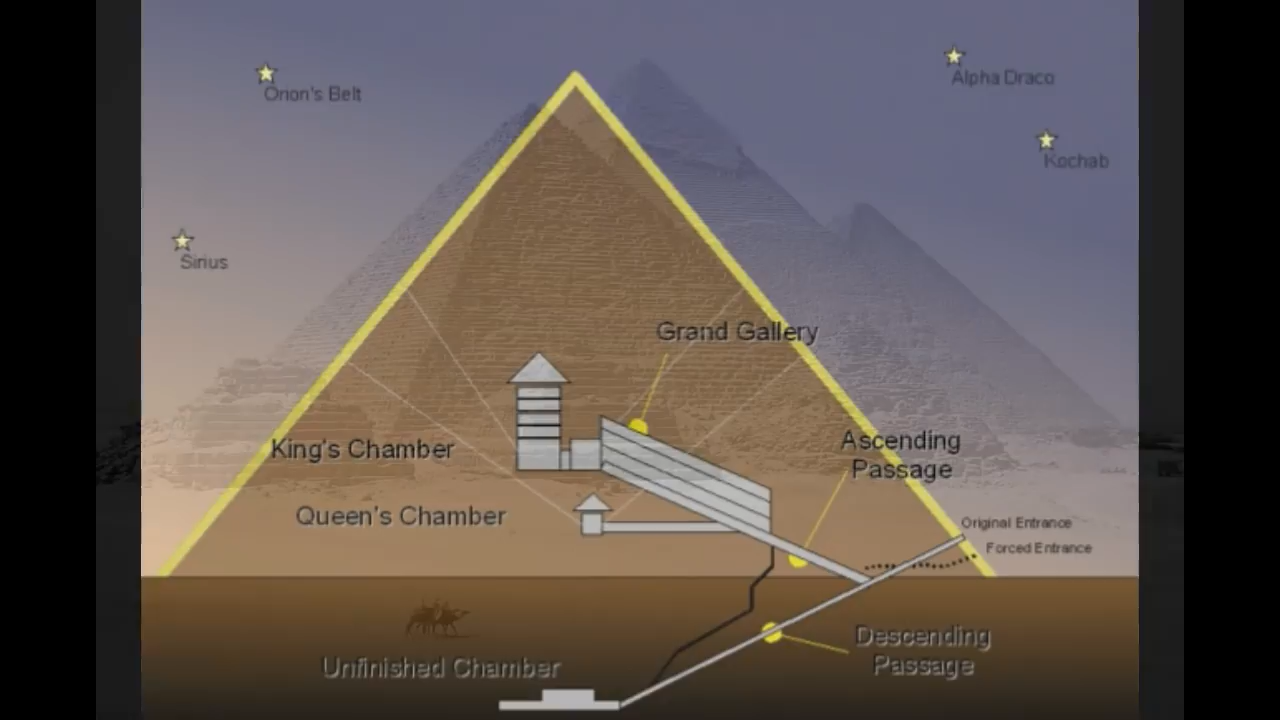 Orion's Belt
Alpha Draco
Kochab
Sirius
Grand Gallery
Ascending
Passage
King's Chamber
Queen's Chamber
Original Entrance
Forced Entrance
Descending
Passage
Unfinished Chamber